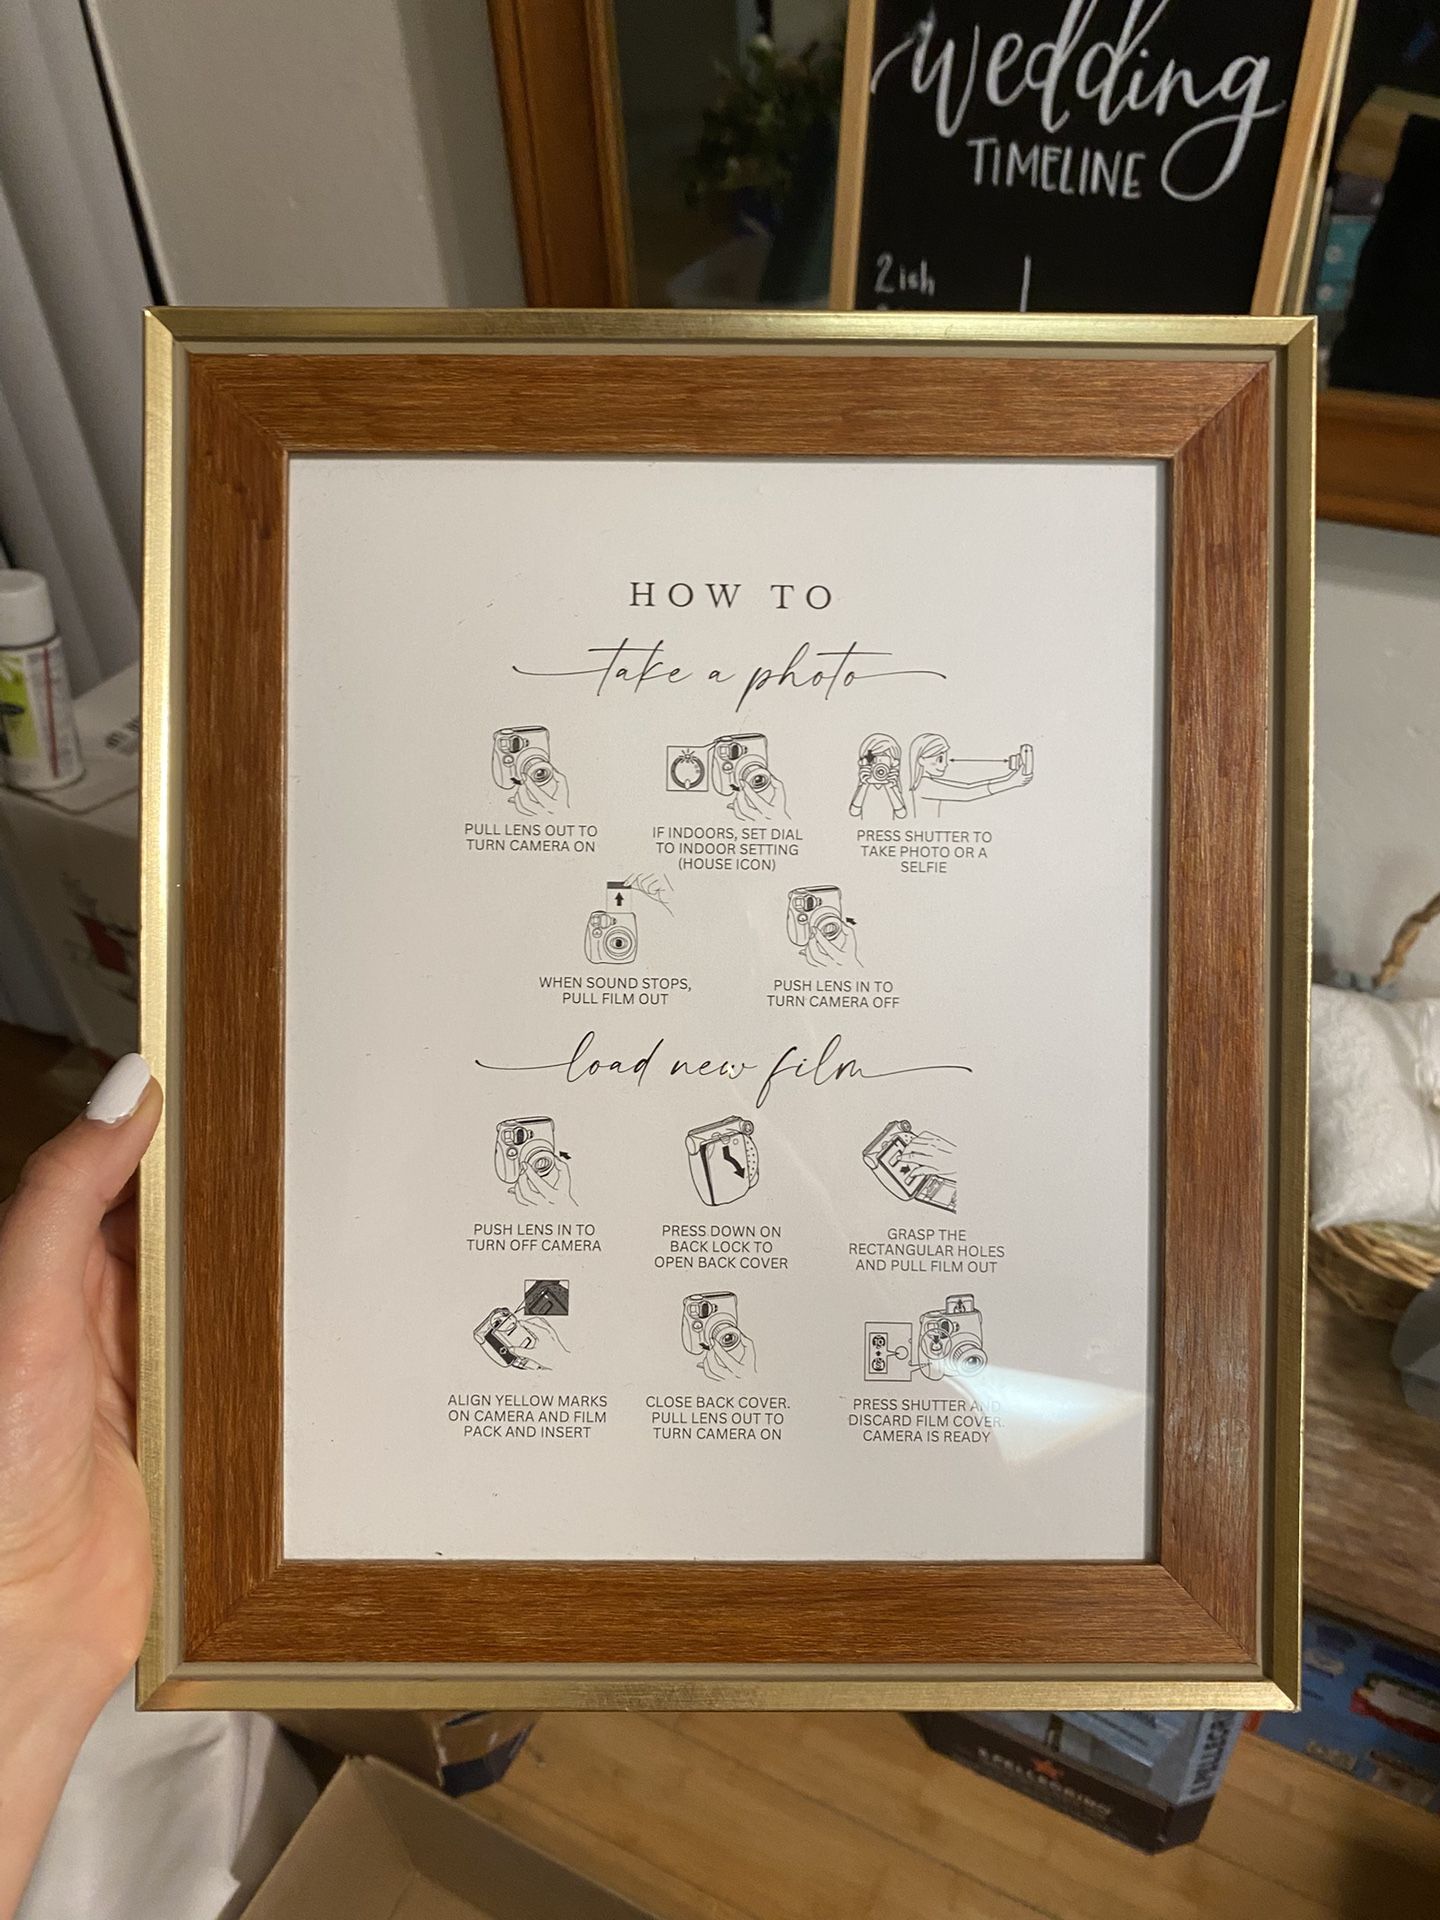 wedding
TIMELINE
2ish
HOW TO
take a photo
PULL LENS OUT TO
TURN CAMERA ON
IF INDOORS, SET DIAL
TO INDOOR SETTING
(HOUSE ICON)
PRESS SHUTTER TO
TAKE PHOTO OR A
SELFIE
WHEN SOUND STOPS,
PULL FILM OUT
PUSH LENS IN TO
TURN CAMERA OFF
load new film
PUSH LENS IN TO
TURN OFF CAMERA
PRESS DOWN ON
BACK LOCK TO
OPEN BACK COVER
GRASP THE
RECTANGULAR HOLES
AND PULL FILM OUT
ALIGN YELLOW MARKS
ON CAMERA AND FILM
PACK AND INSERT
CLOSE BACK COVER.
PULL LENS OUT TO
TURN CAMERA ON
PRESS SHUTTER AND
DISCARD FILM COVER.
CAMERA IS READY
S.PELLEGRINO